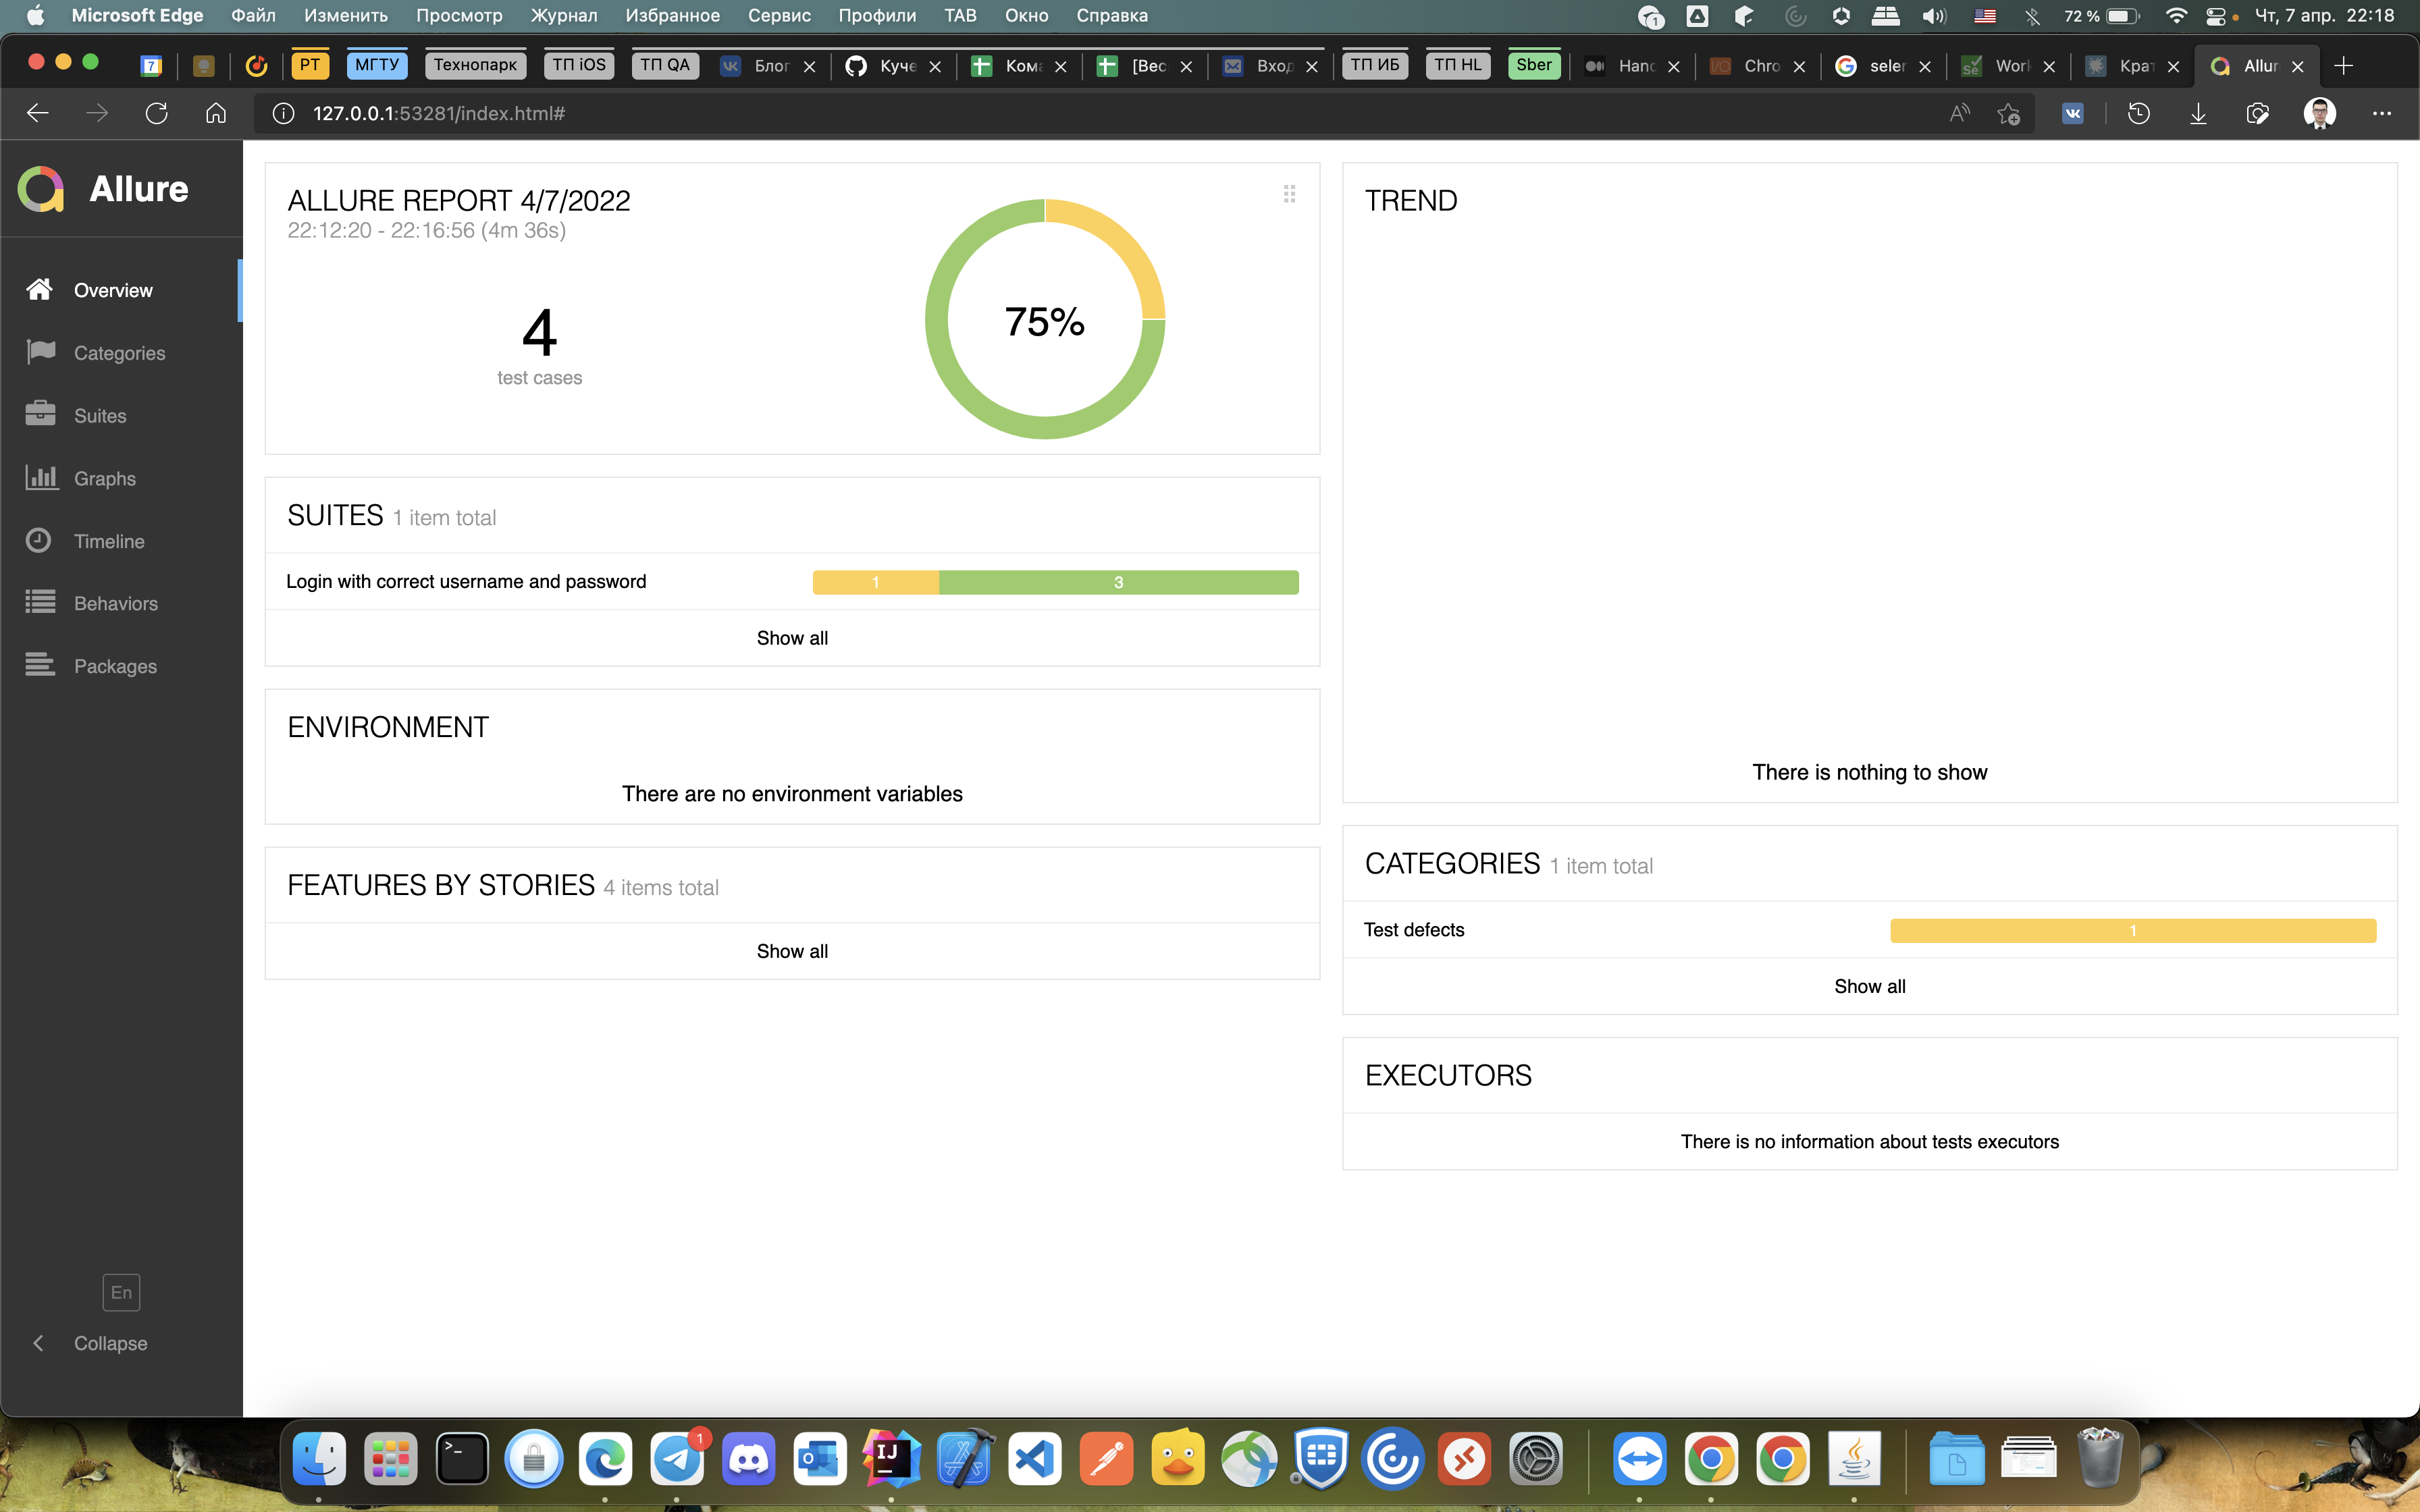 Microsoft Edge Файл Изменить Просмотр Журнал Избранное Сервис Профили TAB Окно Справка 1 72 % Чт, 7 апр. 22:18
7 PT МГТУ Технопарк ТП iOS ТП QA Блог Куче Кома [Вес Вход ТП ИБ ТП HL Sber Hand I/O Chro seler Se Work Крат Allur
127.0.0.1:53281/index.html#
Allure
Overview
Categories
Suites
Graphs
Timeline
Behaviors
Packages
En
Collapse
ALLURE REPORT 4/7/2022
22:12:20 - 22:16:56 (4m 36s)
4
test cases
75%
SUITES 1 item total
Login with correct username and password 1 3
Show all
ENVIRONMENT
There are no environment variables
FEATURES BY STORIES 4 items total
Show all
TREND
There is nothing to show
CATEGORIES 1 item total
Test defects 1
Show all
EXECUTORS
There is no information about tests executors
1
IJ